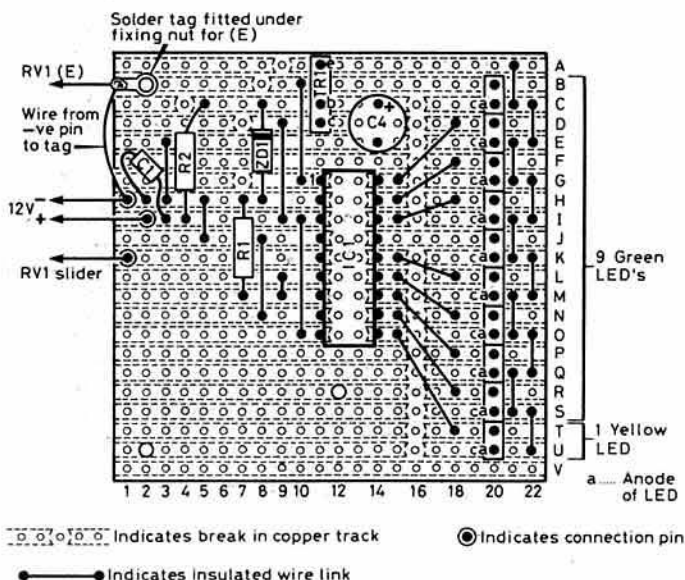 Solder tag fitted under
fixing nut for (E)
RV1 (E)
Wire from
-ve pin
to tag
12V
−
+
RV1 slider
C1
R2
ZD1
R1
TR1
e
b
c
C4
+
IC1
1
a
a
a
a
a
a
a
a
a
a
A
B
C
D
E
F
G
H
I
J
K
L
M
N
O
P
Q
R
S
T
U
V
9 Green
LED's
1 Yellow
LED
a..... Anode
of LED
1 2 3 4 5 6 7 8 9 10 12 14 16 18 20 22
Indicates break in copper track
Indicates connection pin
Indicates insulated wire link